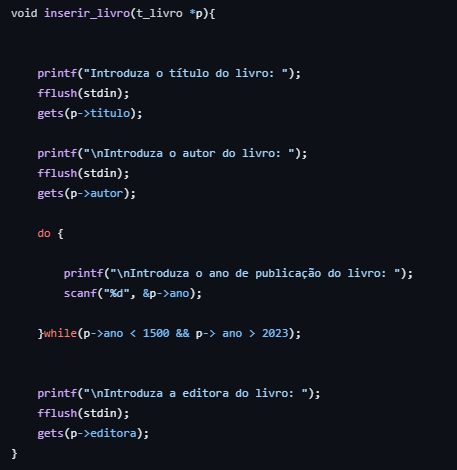 void inserir_livro(t_livro *p){
printf("Introduza o título do livro: ");
fflush(stdin);
gets(p->titulo);
printf("\nIntroduza o autor do livro: ");
fflush(stdin);
gets(p->autor);
do {
printf("\nIntroduza o ano de publicação do livro: ");
scanf("%d", &p->ano);
}while(p->ano < 1500 && p-> ano > 2023);
printf("\nIntroduza a editora do livro: ");
fflush(stdin);
gets(p->editora);
}